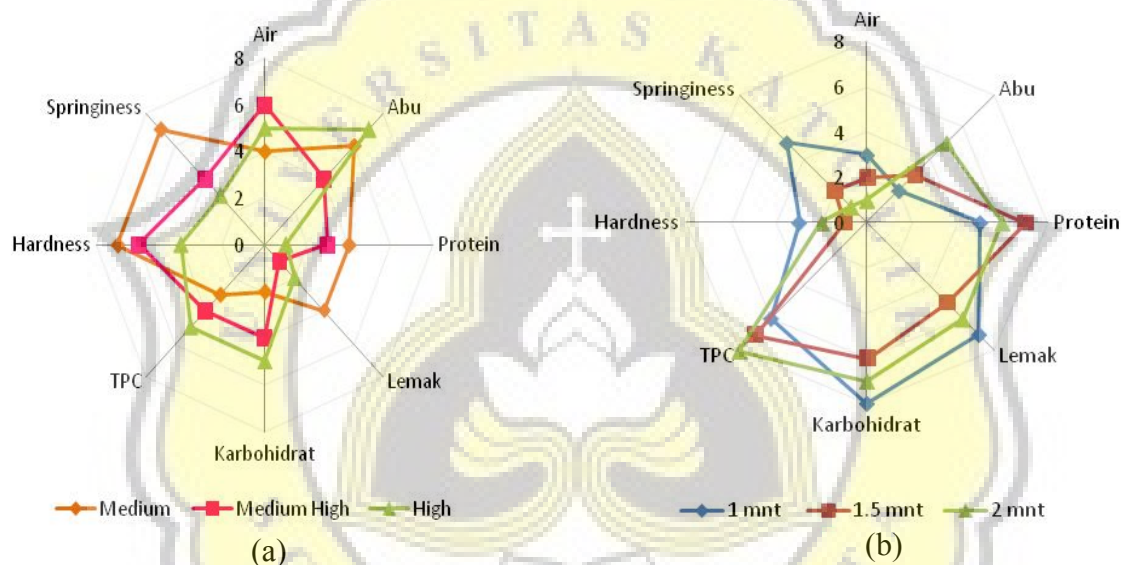 Air
8
6
4
2
0
Abu
Protein
Lemak
Karbohidrat
TPC
Hardness
Springiness
Medium Medium High High
(a)
Air
8
6
4
2
0
Abu
Protein
Lemak
Karbohidrat
TPC
Hardness
Springiness
1 mnt 1.5 mnt 2 mnt
(b)